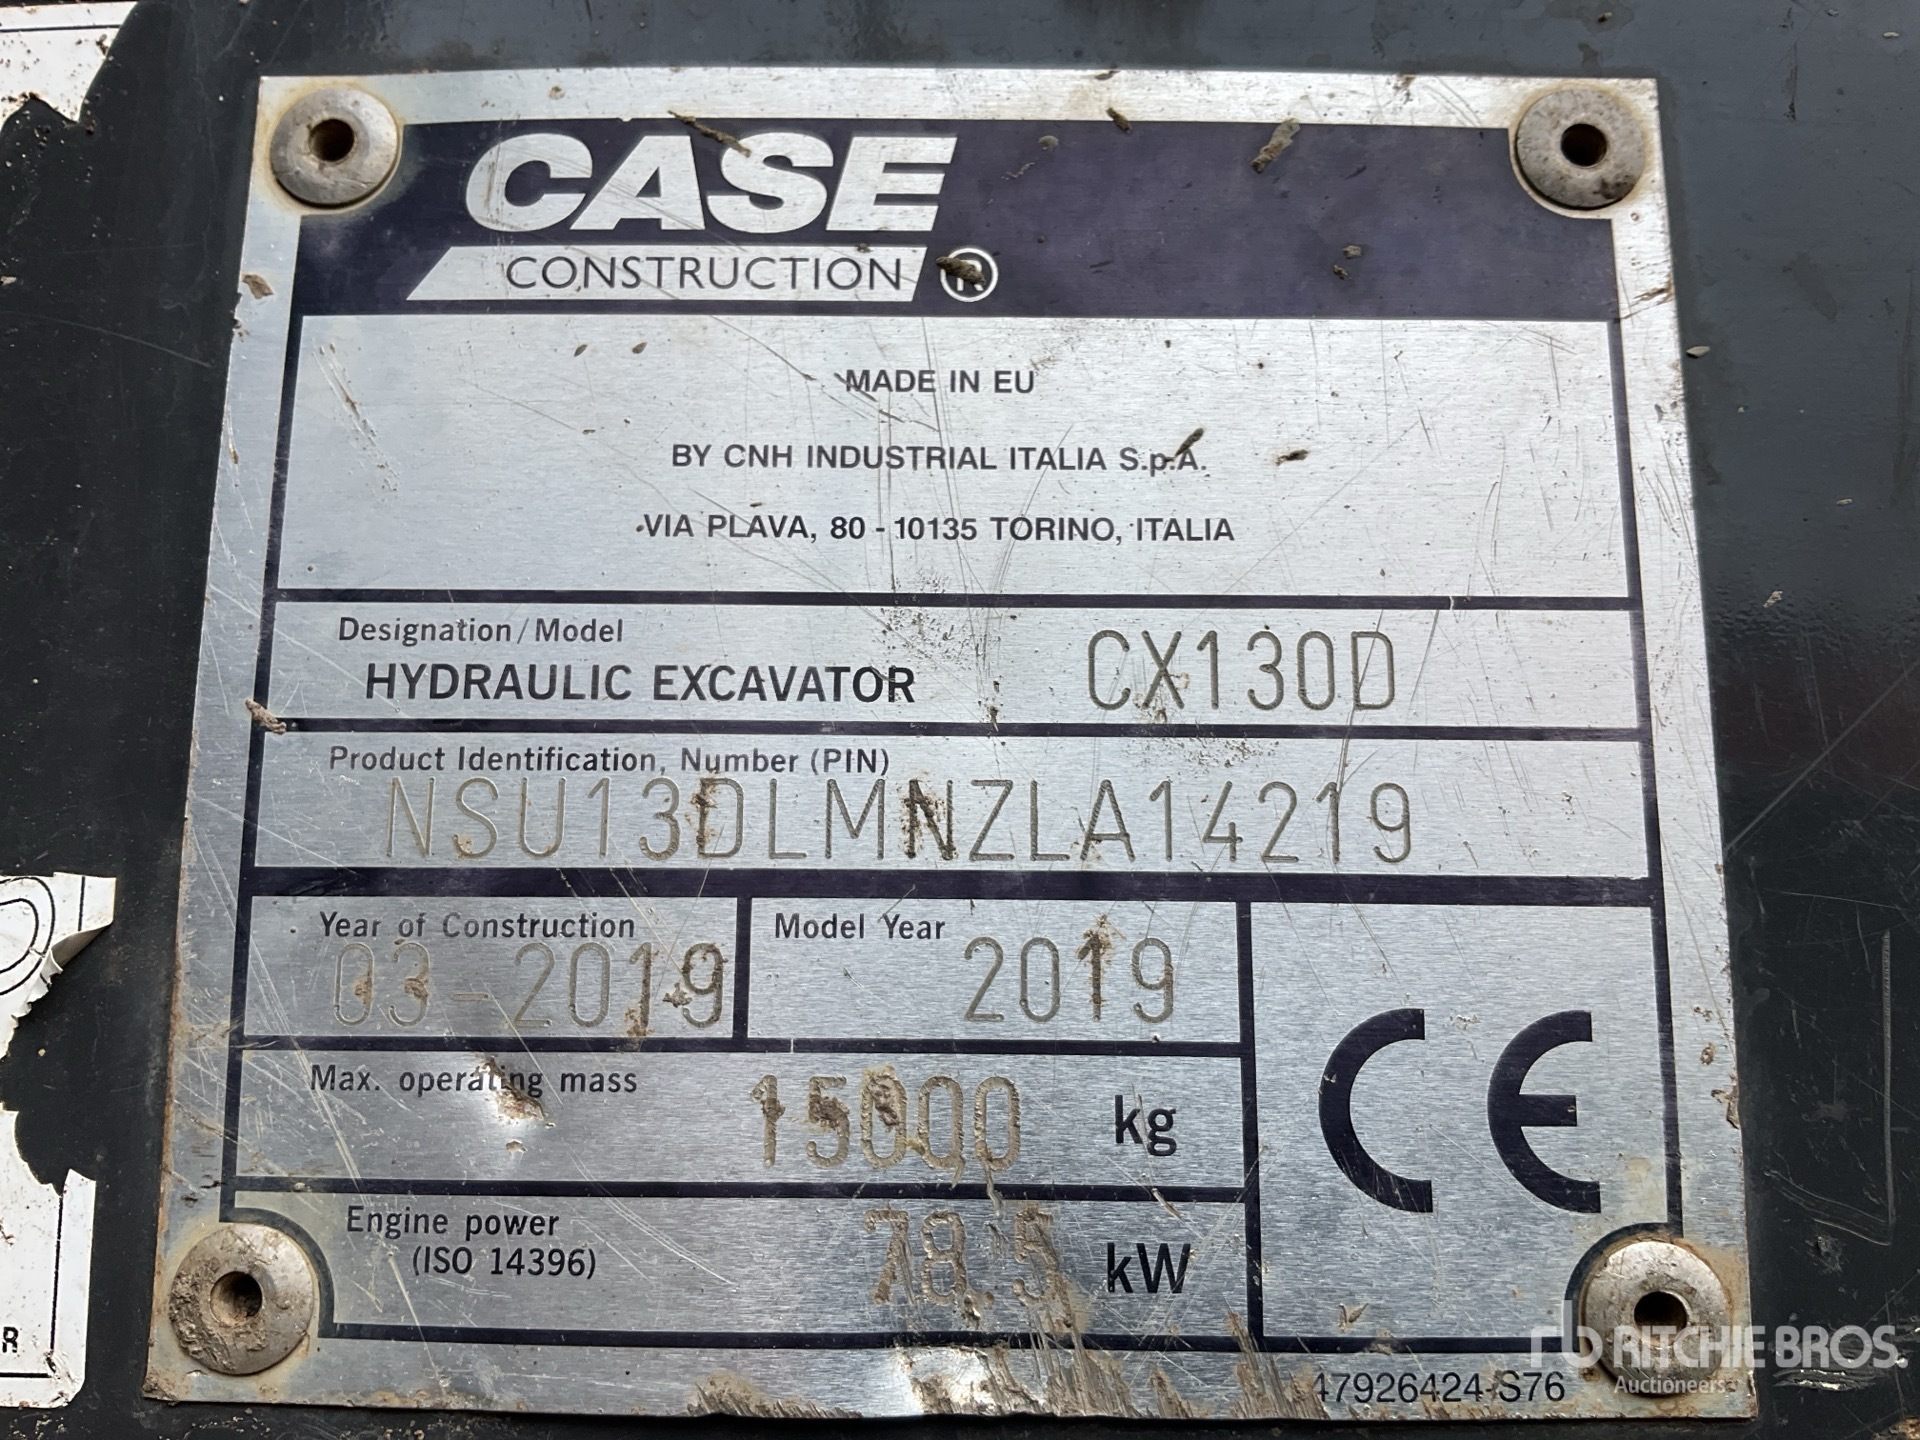 CASE
CONSTRUCTION ®
MADE IN EU
BY CNH INDUSTRIAL ITALIA S.p.A.
VIA PLAVA, 80 - 10135 TORINO, ITALIA
Designation/Model
HYDRAULIC EXCAVATOR CX130D
Product Identification Number (PIN)
NSU13DLMNZLA14219
Year of Construction
03-2019
Model Year
2019
Max. operating mass
15000 kg
Engine power
(ISO 14396)
78.5 kW
CE
47926424-S76
R
rb RITCHIE BROS.
Auctioneers